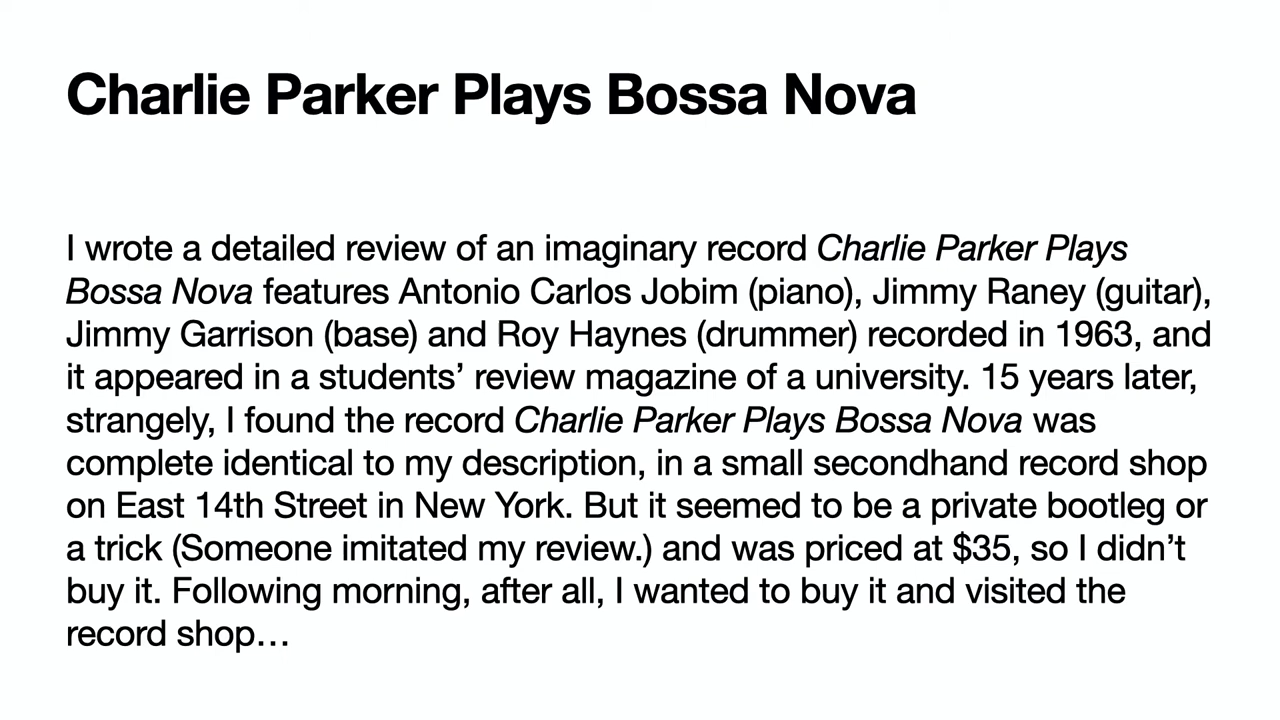 Charlie Parker Plays Bossa Nova
I wrote a detailed review of an imaginary record Charlie Parker Plays
Bossa Nova features Antonio Carlos Jobim (piano), Jimmy Raney (guitar),
Jimmy Garrison (base) and Roy Haynes (drummer) recorded in 1963, and
it appeared in a students’ review magazine of a university. 15 years later,
strangely, I found the record Charlie Parker Plays Bossa Nova was
complete identical to my description, in a small secondhand record shop
on East 14th Street in New York. But it seemed to be a private bootleg or
a trick (Someone imitated my review.) and was priced at $35, so I didn’t
buy it. Following morning, after all, I wanted to buy it and visited the
record shop…